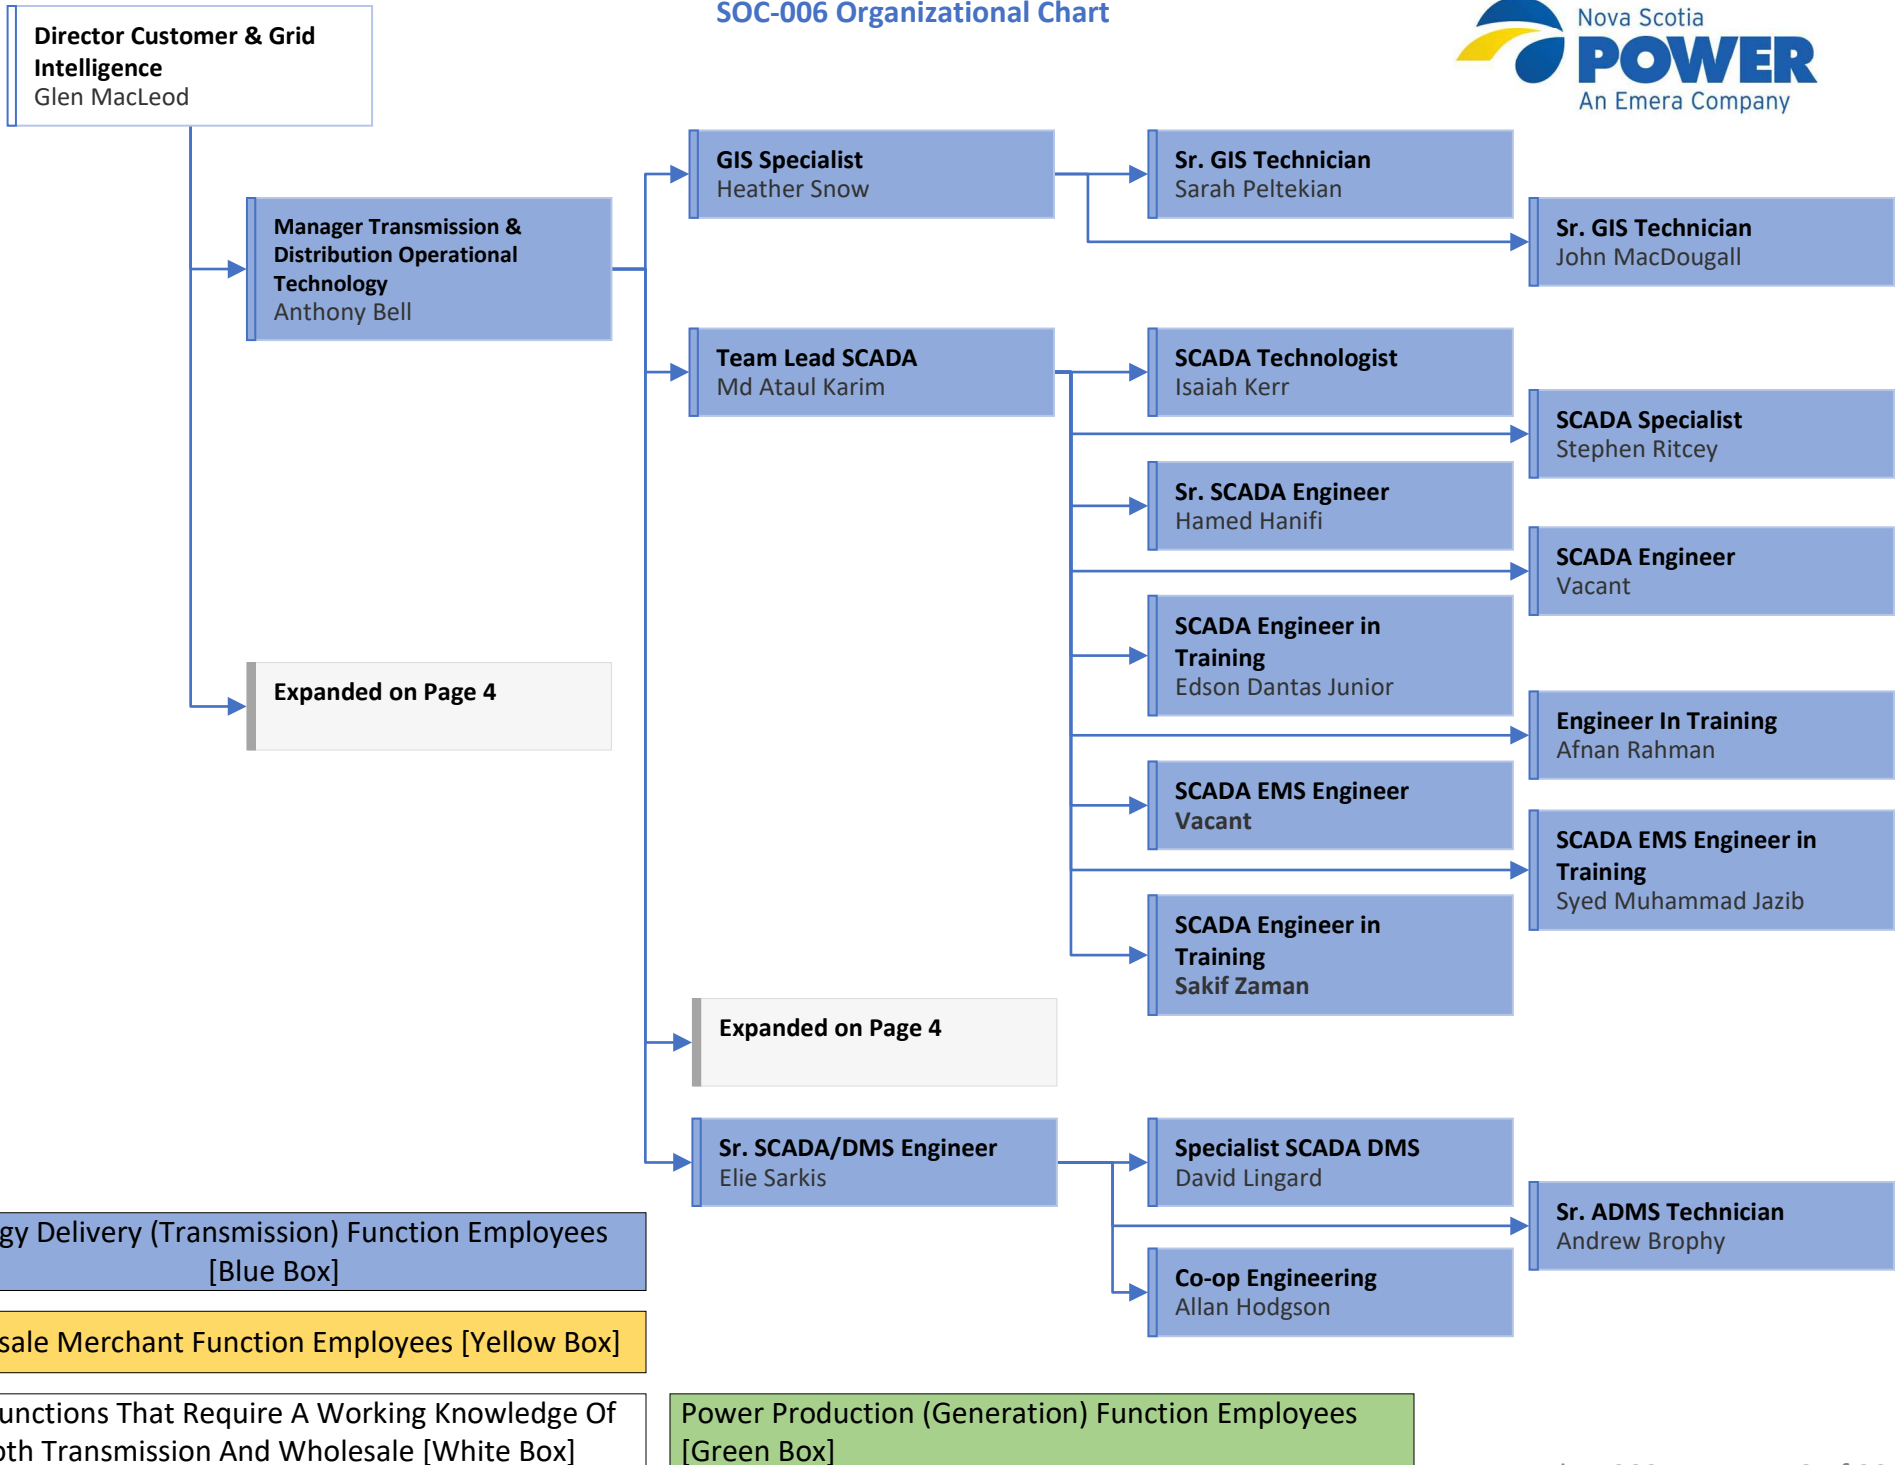 SOC-006 Organizational Chart
Nova Scotia
POWER
An Emera Company
Director Customer & Grid
Intelligence
Glen MacLeod
Manager Transmission &
Distribution Operational
Technology
Anthony Bell
Expanded on Page 4
GIS Specialist
Heather Snow
Sr. GIS Technician
Sarah Peltekian
Sr. GIS Technician
John MacDougall
Team Lead SCADA
Md Ataul Karim
SCADA Technologist
Isaiah Kerr
SCADA Specialist
Stephen Ritcey
Sr. SCADA Engineer
Hamed Hanifi
SCADA Engineer
Vacant
SCADA Engineer in
Training
Edson Dantas Junior
Engineer In Training
Afnan Rahman
SCADA EMS Engineer
Vacant
SCADA EMS Engineer in
Training
Syed Muhammad Jazib
SCADA Engineer in
Training
Sakif Zaman
Expanded on Page 4
Sr. SCADA/DMS Engineer
Elie Sarkis
Specialist SCADA DMS
David Lingard
Sr. ADMS Technician
Andrew Brophy
Co-op Engineering
Allan Hodgson
gy Delivery (Transmission) Function Employees
[Blue Box]
sale Merchant Function Employees [Yellow Box]
unctions That Require A Working Knowledge Of
oth Transmission And Wholesale [White Box]
Power Production (Generation) Function Employees
[Green Box]